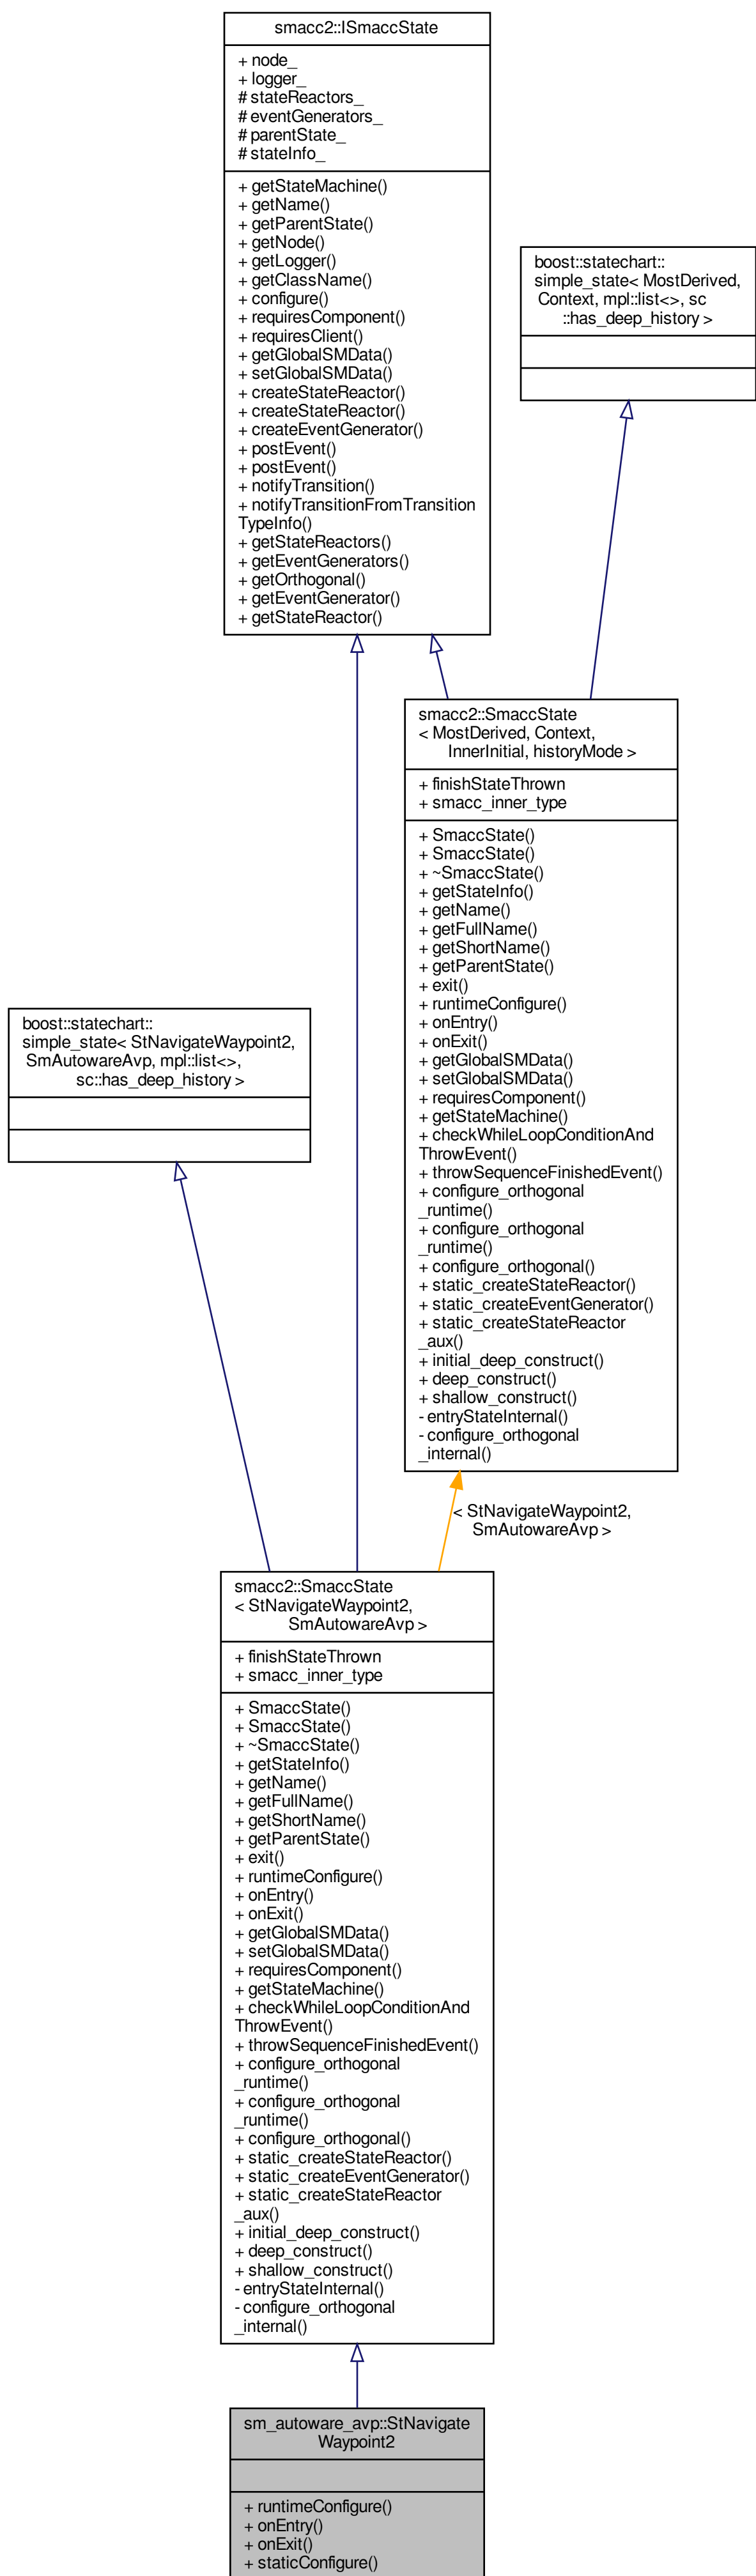 smacc2::ISmaccState
+ node_
+ logger_
# stateReactors_
# eventGenerators_
# parentState_
# stateInfo_
+ getStateMachine()
+ getName()
+ getParentState()
+ getNode()
+ getLogger()
+ getClassName()
+ configure()
+ requiresComponent()
+ requiresClient()
+ getGlobalSMData()
+ setGlobalSMData()
+ createStateReactor()
+ createStateReactor()
+ createEventGenerator()
+ postEvent()
+ postEvent()
+ notifyTransition()
+ notifyTransitionFromTransition
TypeInfo()
+ getStateReactors()
+ getEventGenerators()
+ getOrthogonal()
+ getEventGenerator()
+ getStateReactor()
boost::statechart::
simple_state< MostDerived,
Context, mpl::list<>, sc
::has_deep_history >
smacc2::SmaccState
< MostDerived, Context,
InnerInitial, historyMode >
+ finishStateThrown
+ smacc_inner_type
+ SmaccState()
+ SmaccState()
+ ~SmaccState()
+ getStateInfo()
+ getName()
+ getFullName()
+ getShortName()
+ getParentState()
+ exit()
+ runtimeConfigure()
+ onEntry()
+ onExit()
+ getGlobalSMData()
+ setGlobalSMData()
+ requiresComponent()
+ getStateMachine()
+ checkWhileLoopConditionAnd
ThrowEvent()
+ throwSequenceFinishedEvent()
+ configure_orthogonal
_runtime()
+ configure_orthogonal
_runtime()
+ configure_orthogonal()
+ static_createStateReactor()
+ static_createEventGenerator()
+ static_createStateReactor
_aux()
+ initial_deep_construct()
+ deep_construct()
+ shallow_construct()
- entryStateInternal()
- configure_orthogonal
_internal()
boost::statechart::
simple_state< StNavigateWaypoint2,
SmAutowareAvp, mpl::list<>,
sc::has_deep_history >
< StNavigateWaypoint2,
SmAutowareAvp >
smacc2::SmaccState
< StNavigateWaypoint2,
SmAutowareAvp >
+ finishStateThrown
+ smacc_inner_type
+ SmaccState()
+ SmaccState()
+ ~SmaccState()
+ getStateInfo()
+ getName()
+ getFullName()
+ getShortName()
+ getParentState()
+ exit()
+ runtimeConfigure()
+ onEntry()
+ onExit()
+ getGlobalSMData()
+ setGlobalSMData()
+ requiresComponent()
+ getStateMachine()
+ checkWhileLoopConditionAnd
ThrowEvent()
+ throwSequenceFinishedEvent()
+ configure_orthogonal
_runtime()
+ configure_orthogonal
_runtime()
+ configure_orthogonal()
+ static_createStateReactor()
+ static_createEventGenerator()
+ static_createStateReactor
_aux()
+ initial_deep_construct()
+ deep_construct()
+ shallow_construct()
- entryStateInternal()
- configure_orthogonal
_internal()
sm_autoware_avp::StNavigate
Waypoint2
+ runtimeConfigure()
+ onEntry()
+ onExit()
+ staticConfigure()